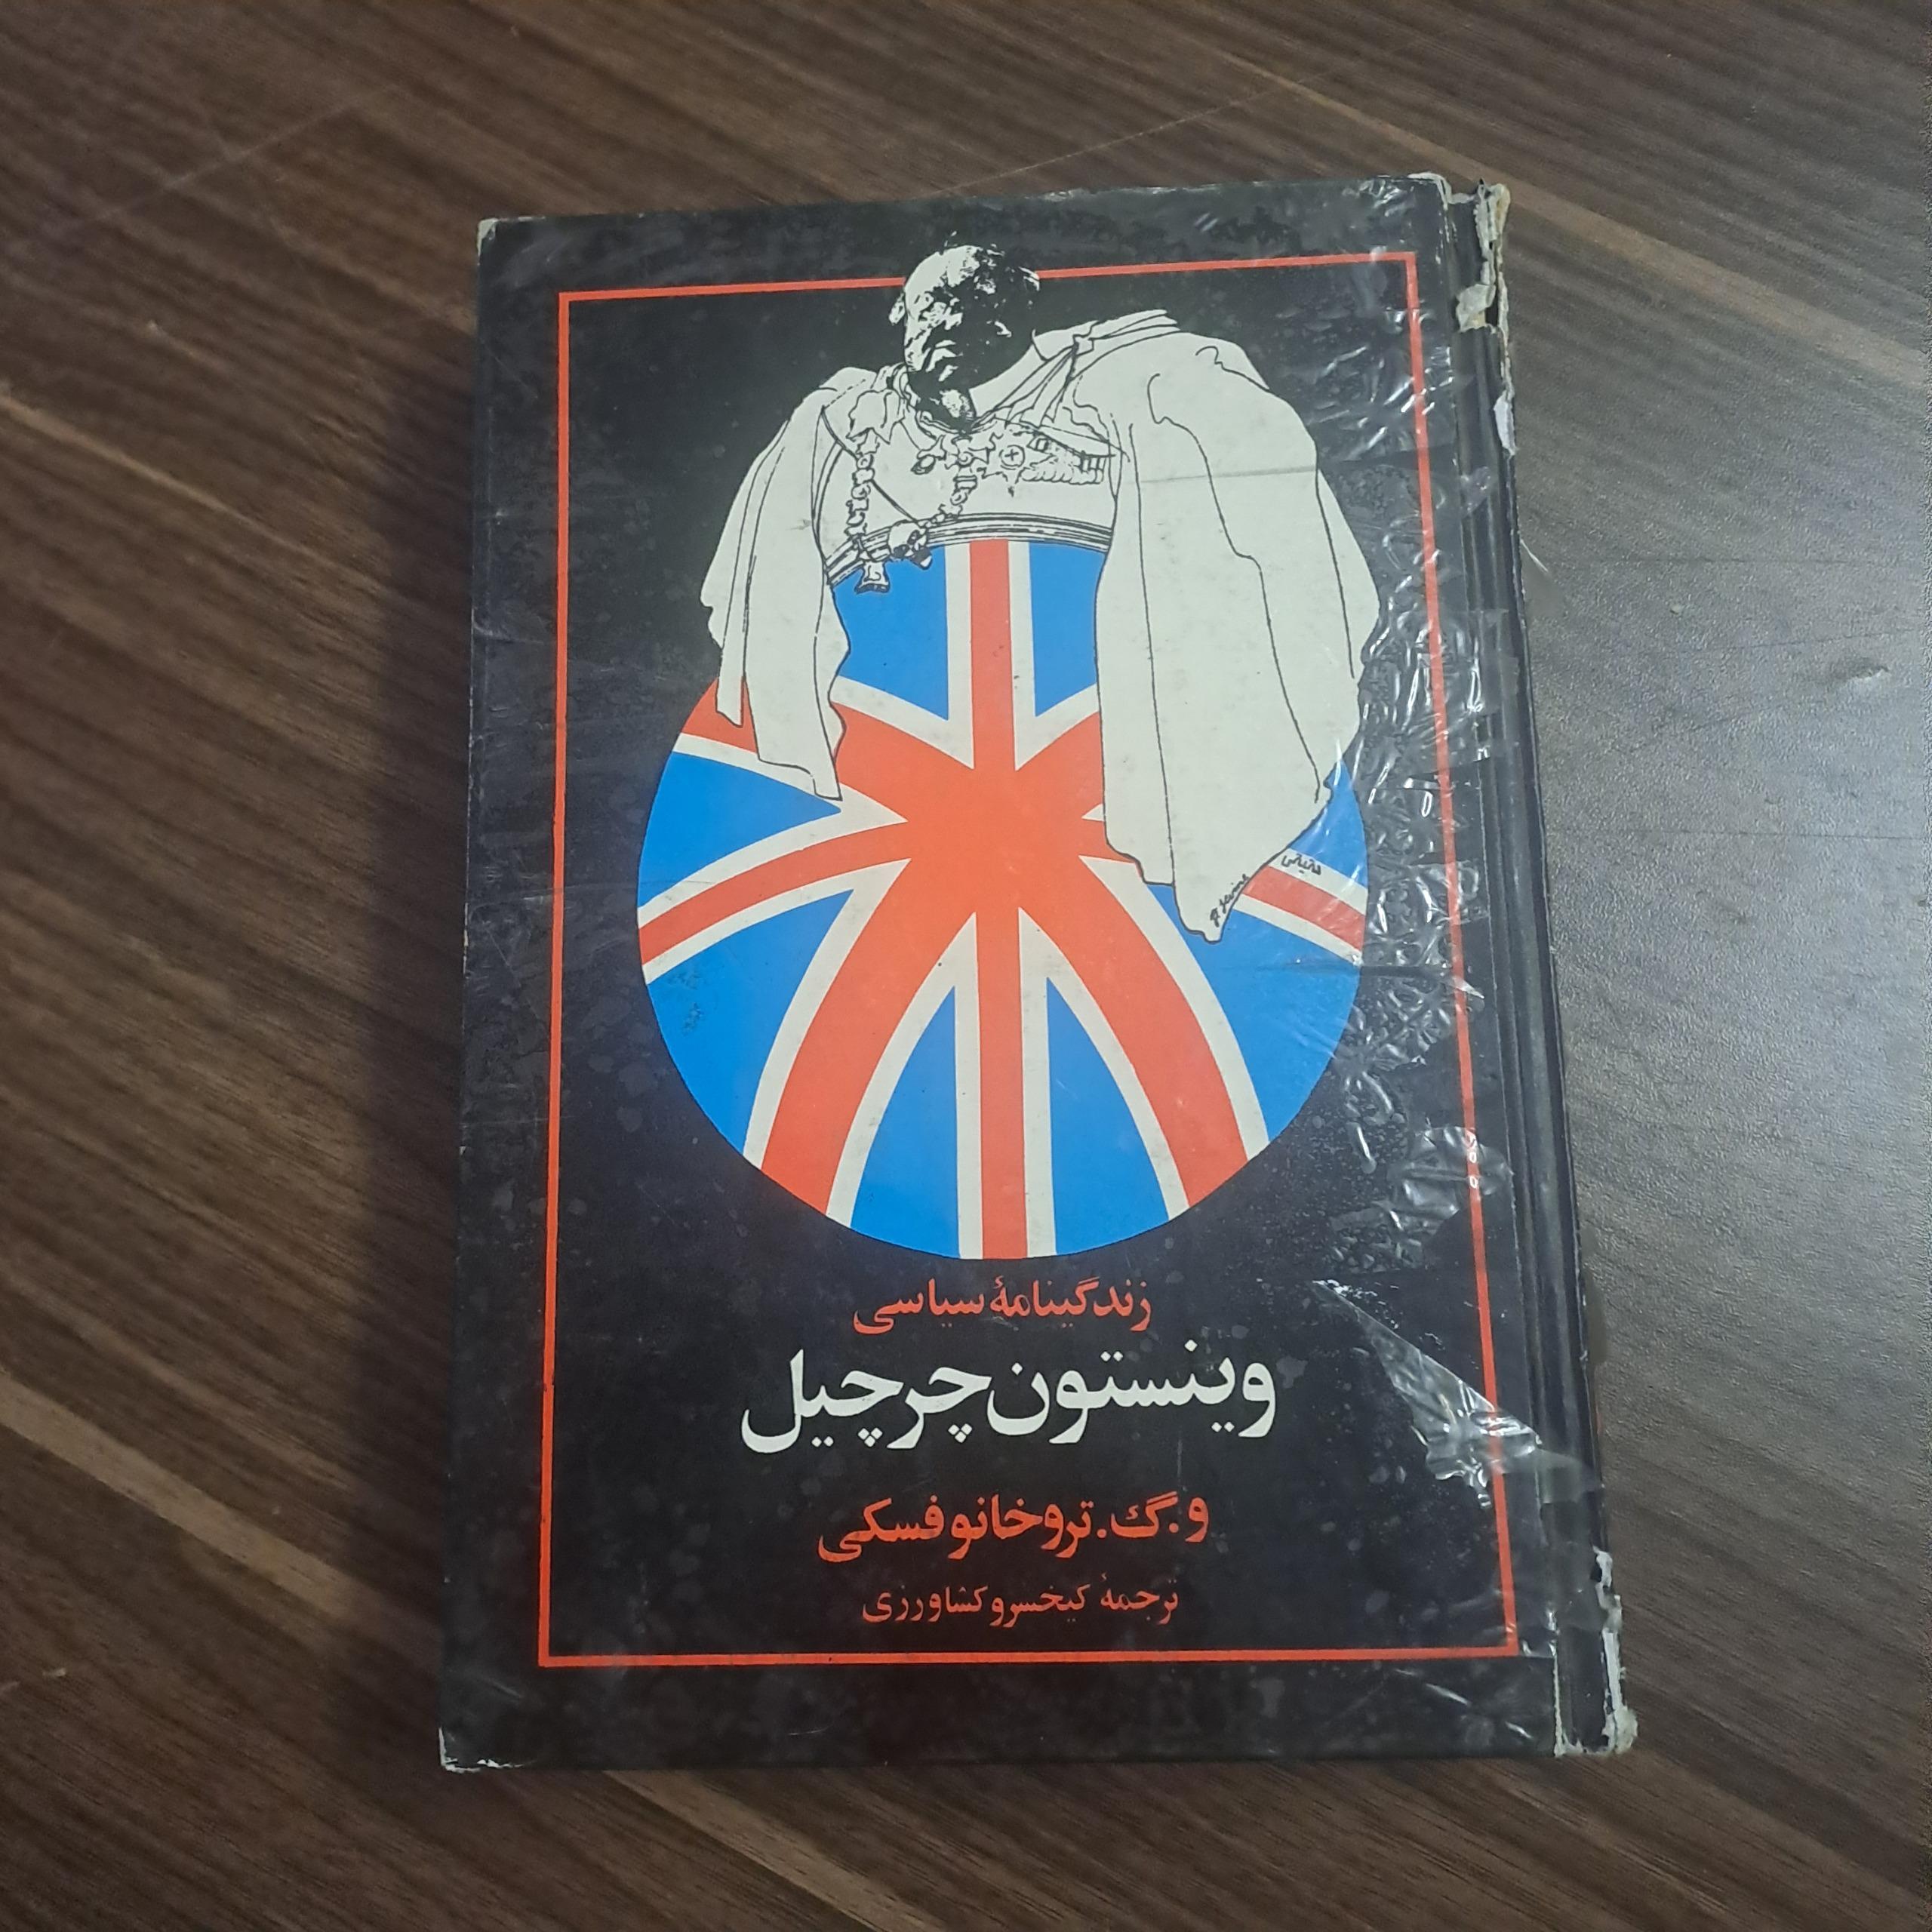 زندگینامهٔ سیاسی
وینستون چرچیل
و.گ.تروخانوفسکی
ترجمهٔ کیخسرو کشاورزی